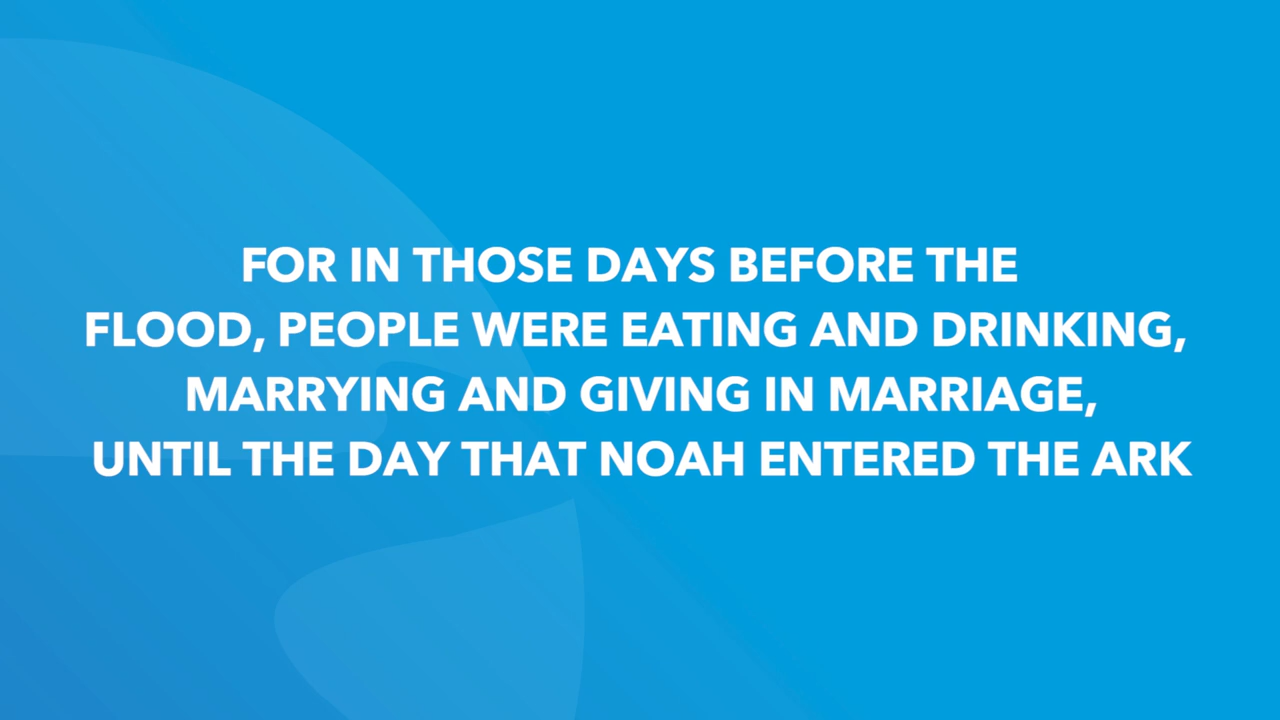 FOR IN THOSE DAYS BEFORE THE
FLOOD, PEOPLE WERE EATING AND DRINKING,
MARRYING AND GIVING IN MARRIAGE,
UNTIL THE DAY THAT NOAH ENTERED THE ARK